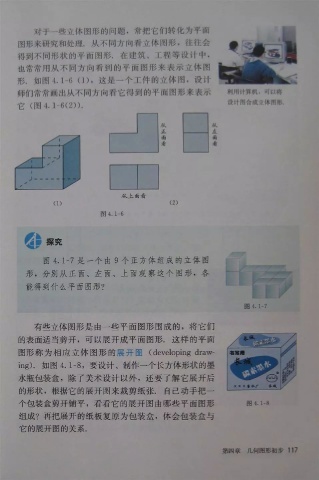 对于一些立体图形的问题，常把它们转化为平面
图形来研究和处理．从不同方向看立体图形，往往会
得到不同形状的平面图形．在建筑、工程等设计中，
也常常用从不同方向看到的平面图形来表示立体图
形．如图 4.1-6 (1)，这是一个工件的立体图，设计
师们常常画出从不同方向看它得到的平面图形来表示
它 (图 4.1-6(2))．
利用计算机，可以将
设计图合成立体图形.
从正面看
从左面看
从上面看
(1)
(2)
图 4.1-6
探究
图 4.1-7 是一个由 9 个正方体组成的立体图
形，分别从正面、左面、上面观察这个图形，各
能得到什么平面图形？
图 4.1-7
有些立体图形是由一些平面图形围成的，将它们
的表面适当剪开，可以展开成平面图形．这样的平面
图形称为相应立体图形的展开图 (developing draw-
ing)．如图 4.1-8，要设计、制作一个长方体形状的墨
水瓶包装盒，除了美术设计以外，还要了解它展开后
的形状，根据它的展开图来裁剪纸张．自己动手把一
个包装盒剪开铺平，看看它的展开图由哪些平面图形
组成？再把展开的纸板复原为包装盒，体会包装盒与
它的展开图的关系．
图 4.1-8
第四章 几何图形初步 117